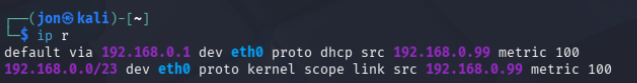 ┌──(jon㉿kali)-[~]
└─$ ip r
default via 192.168.0.1 dev eth0 proto dhcp src 192.168.0.99 metric 100
192.168.0.0/23 dev eth0 proto kernel scope link src 192.168.0.99 metric 100